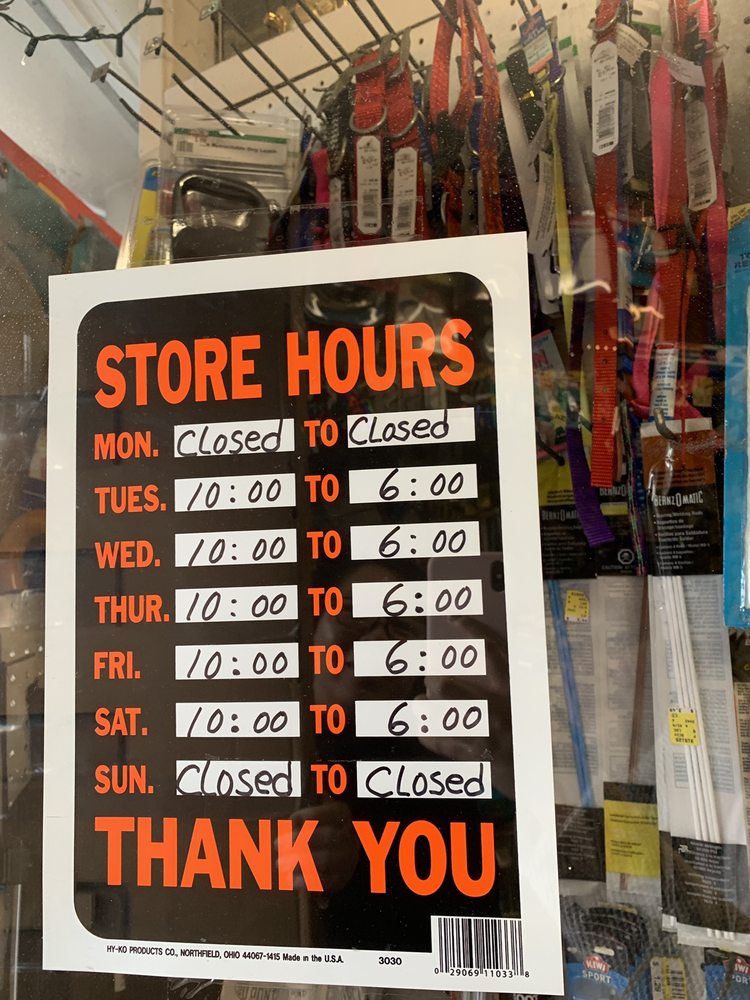 STORE HOURS
MON. Closed TO Closed
TUES. 10:00 TO 6:00
WED. 10:00 TO 6:00
THUR. 10:00 TO 6:00
FRI. 10:00 TO 6:00
SAT. 10:00 TO 6:00
SUN. Closed TO Closed
THANK YOU
HY-KO PRODUCTS CO., NORTHFIELD, OHIO 44067-1415 Made in the U.S.A. 3030
0 29069 11033 8
BERNZOMATIC
KIWI
SPORT